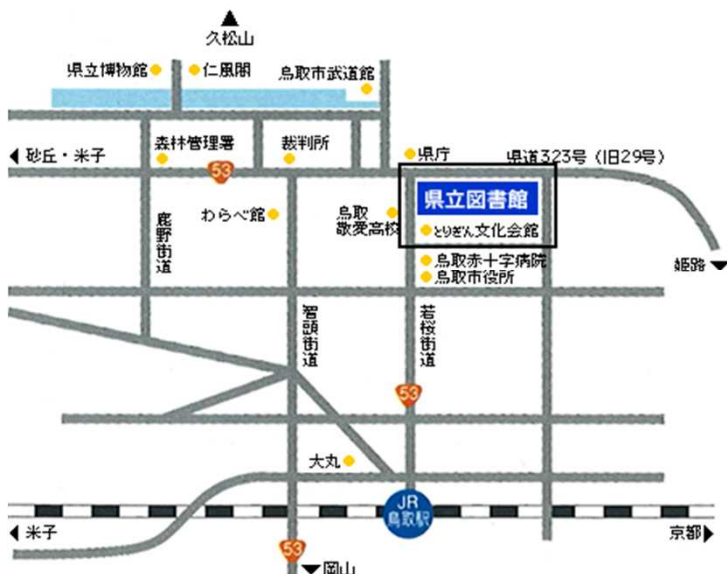 ▲
久松山
県立博物館
仁風閣
鳥取市武道館
森林管理署
裁判所
県庁
県道323号（旧29号）
◀砂丘・米子
53
県立図書館
わらべ館
鳥取
敬愛高校
とりぎん文化会館
鹿野街道
鳥取赤十字病院
鳥取市役所
姫路▼
智頭街道
若桜街道
53
大丸
JR
鳥取駅
◀米子
京都▶
53
▼岡山